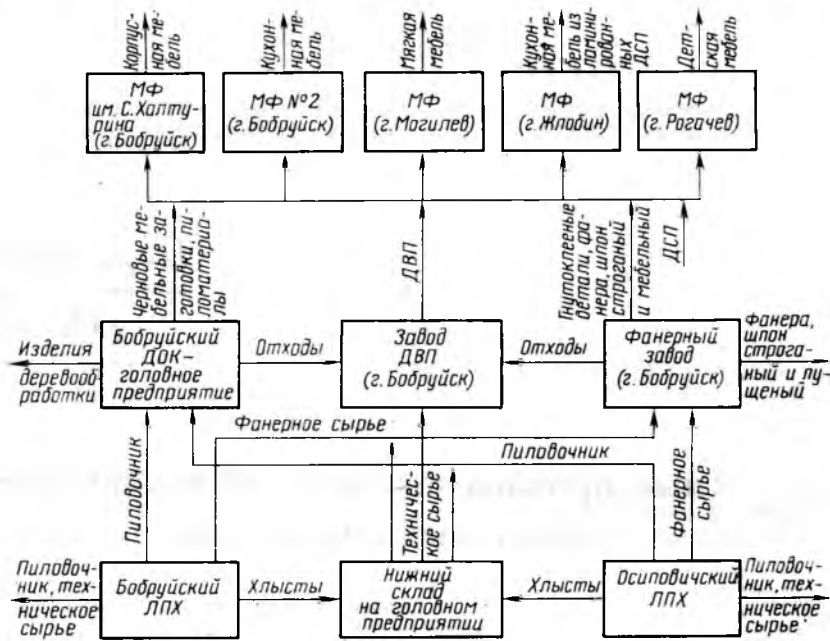 Корпус-
ная ме-
бель
Кухон-
ная ме-
бель
Мягкая
мебель
Кухонная ме-
бель из
ламини-
рован-
ных
ДСП
Дет-
ская
мебель
МФ
им. С.Халту-
рина
(г. Бобруйск)
МФ №2
(г. Бобруйск)
МФ
(г. Могилев)
МФ
(г. Жлобин)
МФ
(г. Рогачев)
Черновые ме-
бельные за-
готовки, пи-
ломатериа-
лы
ДВП
Гнутоклееные
детали, фа-
нера, шпон
строганый
и мебельный
ДСП
Изделия
деревооб-
работки
Бобруйский
ДОК–
головное
предприятие
Отходы
Завод
ДВП
(г. Бобруйск)
Отходы
Фанерный
завод
(г. Бобруйск)
Фанера,
шпон
строга-
ный и лу-
щеный
Фанерное сырье
Пиловочник
Пиловочник
Техничес-
кое сырье
Фанерное
сырье
Пиловоч-
ник, тех-
ническое
сырье
Бобруйский
ЛПХ
Хлысты
Нижний
склад
на головном
предприятии
Хлысты
Осиповичский
ЛПХ
Пиловоч-
ник, тех-
ническое
сырье